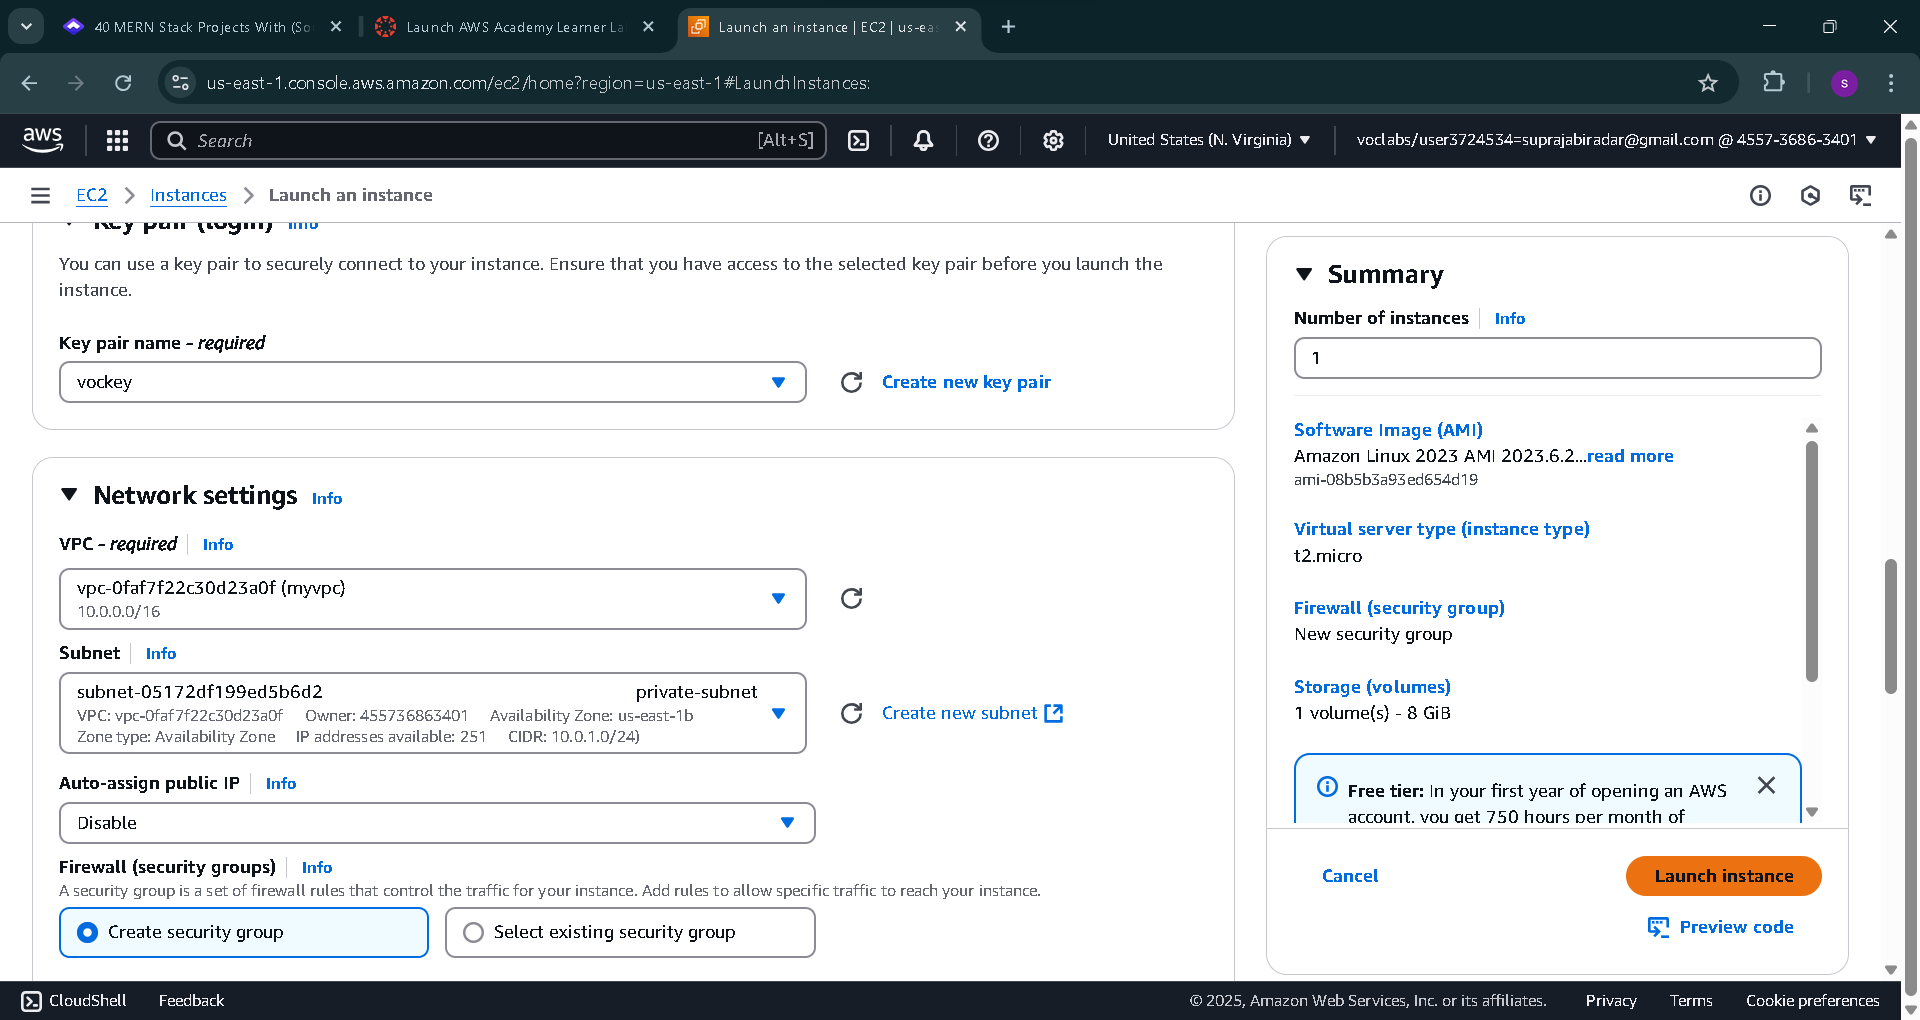 40 MERN Stack Projects With (So
Launch AWS Academy Learner La
Launch an instance | EC2 | us-eas
us-east-1.console.aws.amazon.com/ec2/home?region=us-east-1#LaunchInstances:
S
aws
Search
[Alt+S]
United States (N. Virginia)
voclabs/user3724534=suprajabiradar@gmail.com @ 4557-3686-3401
EC2
Instances
Launch an instance
Key pair (login) Info
You can use a key pair to securely connect to your instance. Ensure that you have access to the selected key pair before you launch the
instance.
Key pair name - required
vockey
Create new key pair
Network settings Info
VPC - required Info
vpc-0faf7f22c30d23a0f (myvpc)
10.0.0.0/16
Subnet Info
subnet-05172df199ed5b6d2 private-subnet
VPC: vpc-0faf7f22c30d23a0f Owner: 455736863401 Availability Zone: us-east-1b
Zone type: Availability Zone IP addresses available: 251 CIDR: 10.0.1.0/24)
Create new subnet
Auto-assign public IP Info
Disable
Firewall (security groups) Info
A security group is a set of firewall rules that control the traffic for your instance. Add rules to allow specific traffic to reach your instance.
Create security group
Select existing security group
Summary
Number of instances Info
1
Software Image (AMI)
Amazon Linux 2023 AMI 2023.6.2...read more
ami-08b5b3a93ed654d19
Virtual server type (instance type)
t2.micro
Firewall (security group)
New security group
Storage (volumes)
1 volume(s) - 8 GiB
Free tier: In your first year of opening an AWS
account, you get 750 hours per month of
Cancel
Launch instance
Preview code
CloudShell
Feedback
© 2025, Amazon Web Services, Inc. or its affiliates.
Privacy
Terms
Cookie preferences